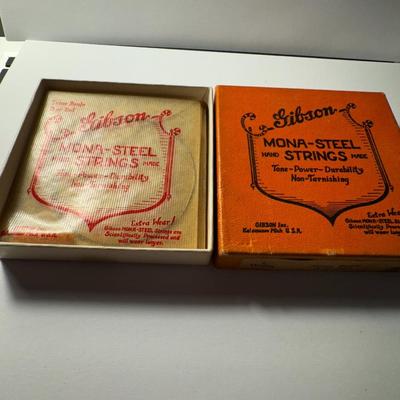 Tenor Banjo
Gibson
MONA-STEEL
HAND STRINGS MADE
Tone-Power-Durability
Non-Tarnishing
Extra Wear!
Gibson MONA-STEEL Strings are
Scientifically Processed and
will wear longer.
Gibson
MONA-STEEL
HAND STRINGS MADE
Tone-Power-Durability
Non-Tarnishing
GIBSON Inc.
Kalamazoo Mich U.S.A.
Extra Wear!
Gibson MONA-STEEL Strings are
Scientifically Processed and
will wear longer.